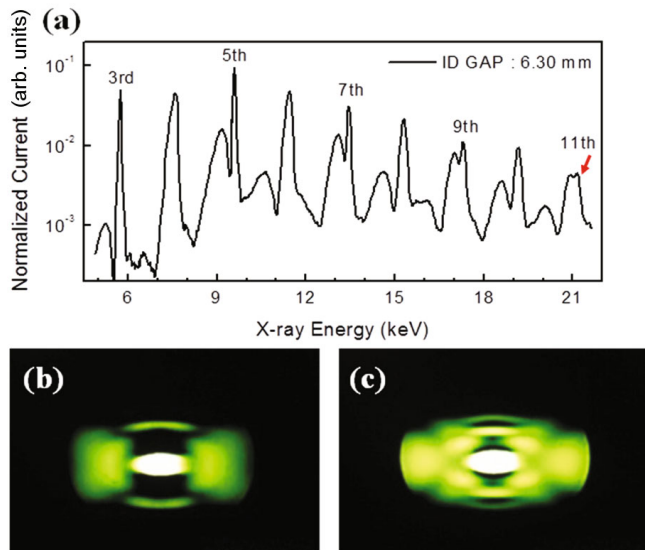 (a)
Normalized Current (arb. units)
10⁻¹
10⁻²
10⁻³
3rd
5th
7th
9th
11th
ID GAP : 6.30 mm
6 9 12 15 18 21
X-ray Energy (keV)
(b)
(c)